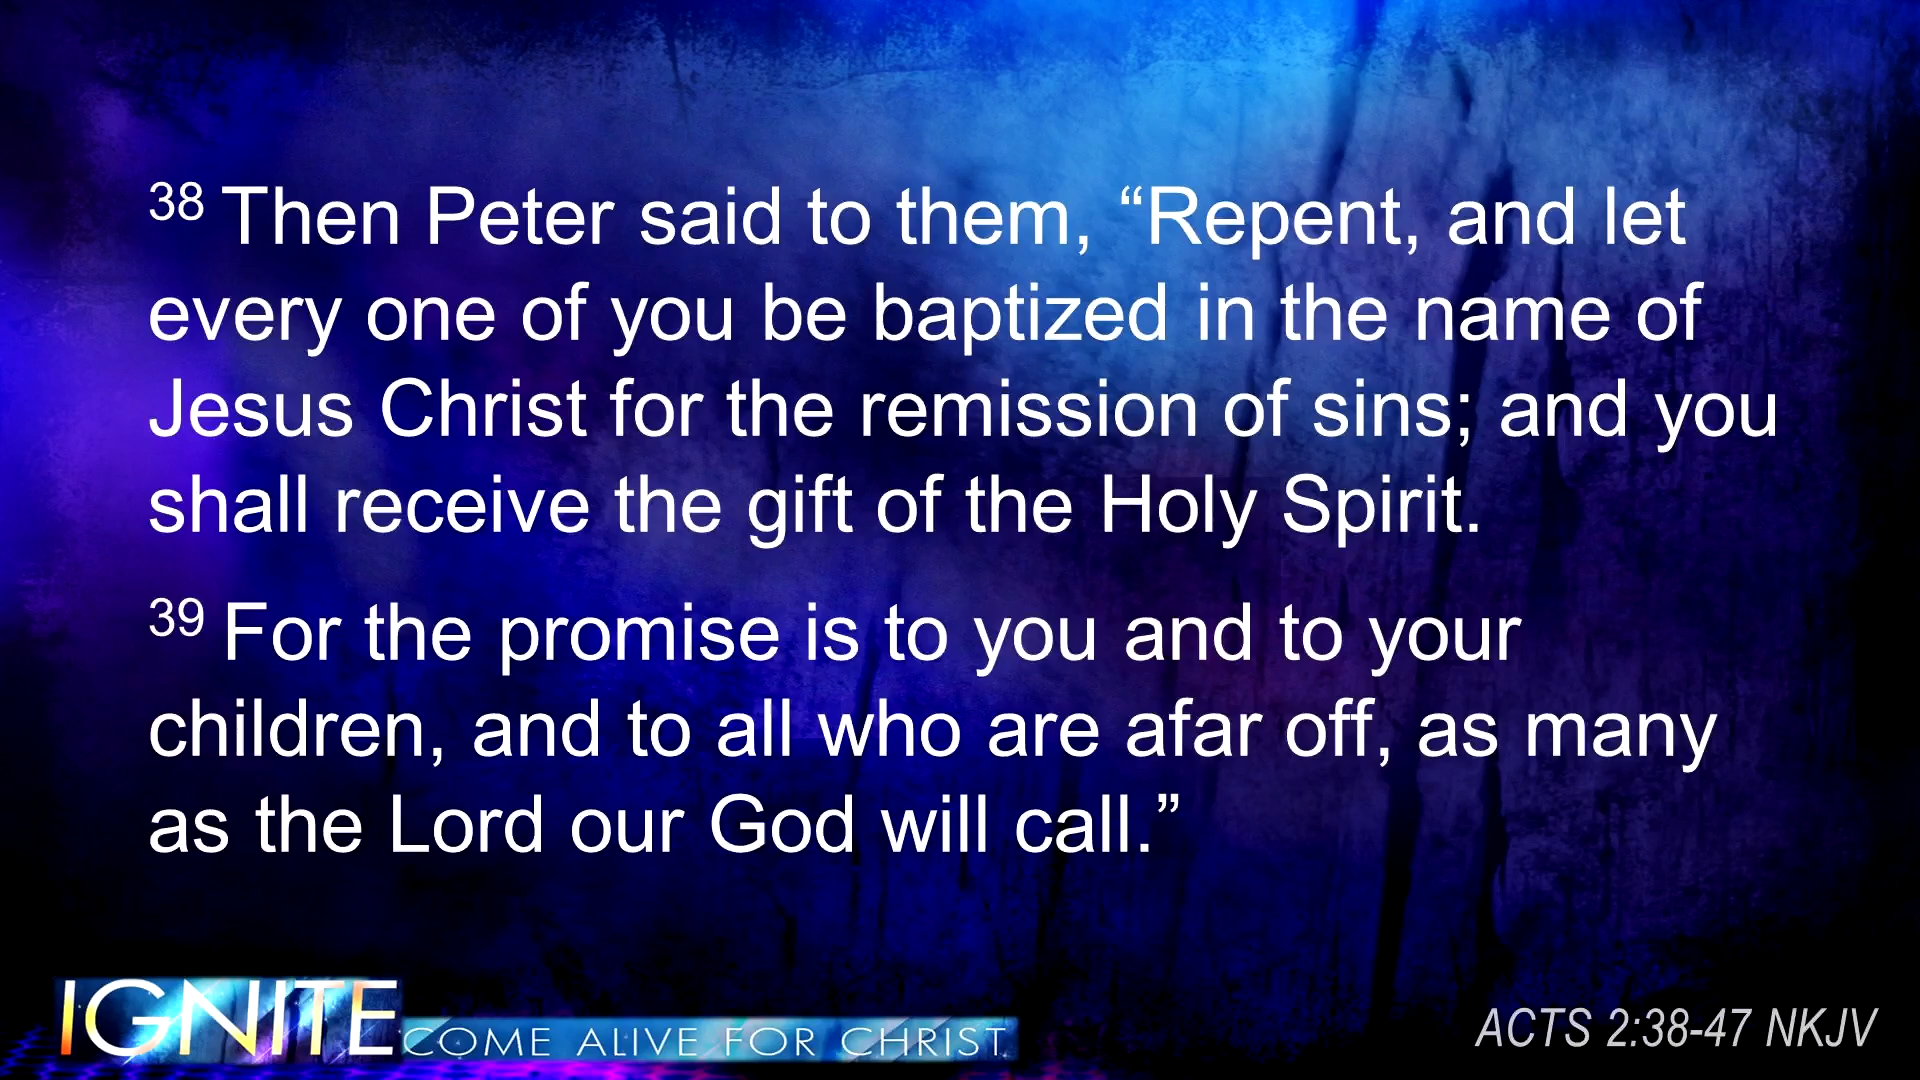 38 Then Peter said to them, “Repent, and let
every one of you be baptized in the name of
Jesus Christ for the remission of sins; and you
shall receive the gift of the Holy Spirit.
39 For the promise is to you and to your
children, and to all who are afar off, as many
as the Lord our God will call.”
IGNITE COME ALIVE FOR CHRIST
ACTS 2:38-47 NKJV